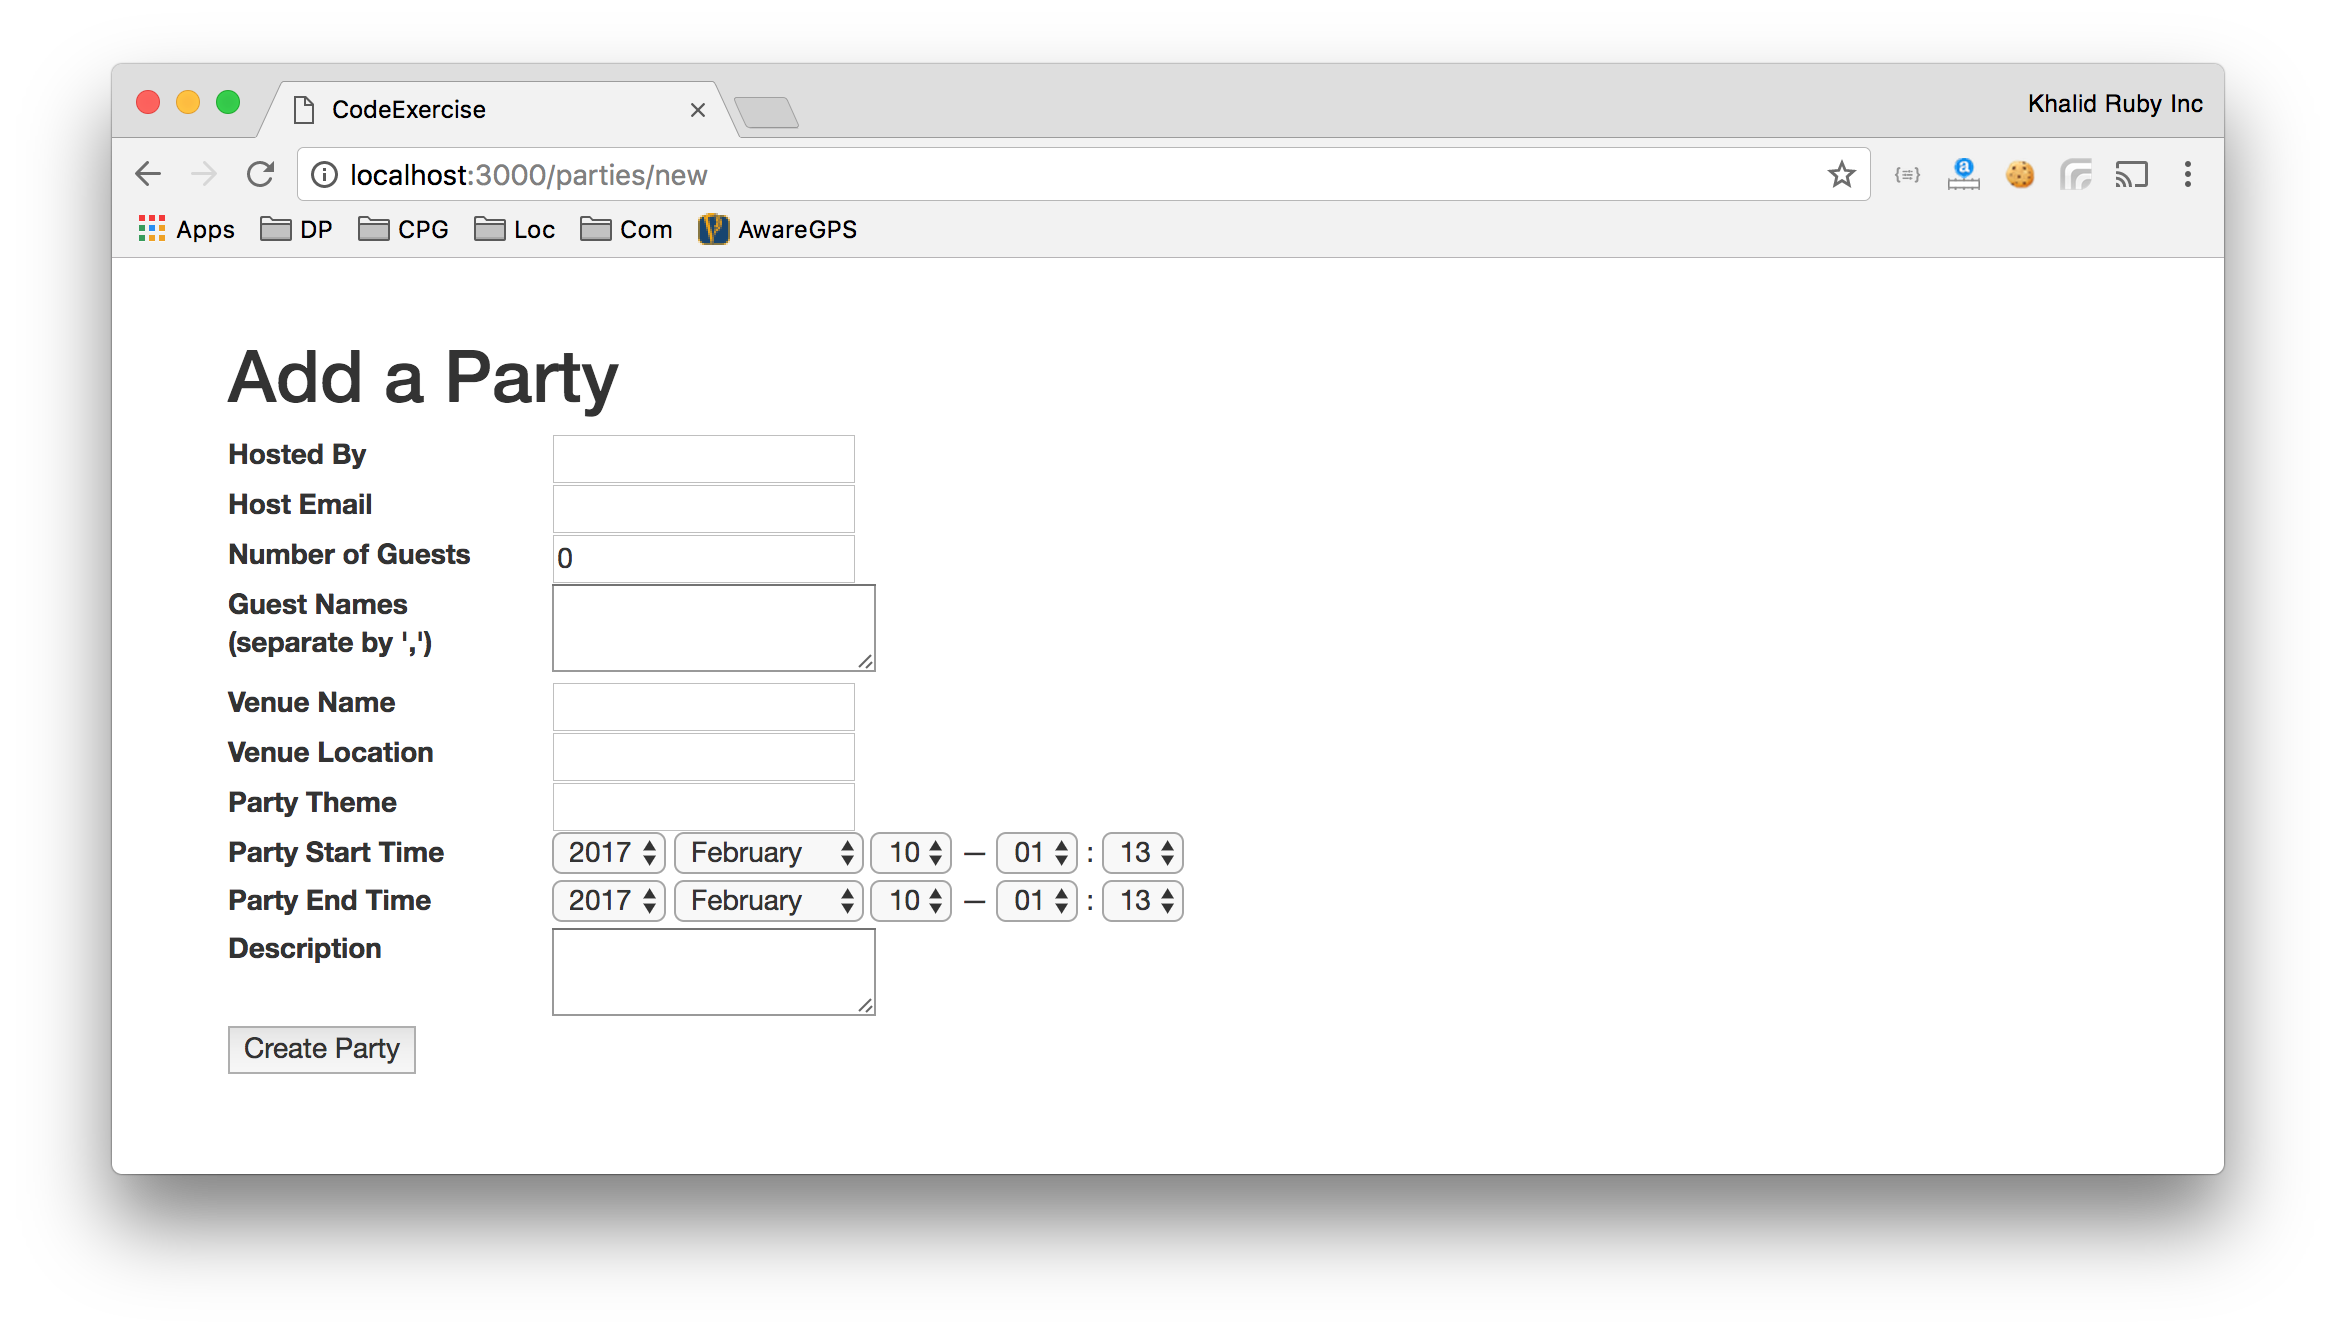 CodeExercise
Khalid Ruby Inc
localhost:3000/parties/new
{≡}
a
Apps DP CPG Loc Com AwareGPS
Add a Party
Hosted By
Host Email
Number of Guests 0
Guest Names
(separate by ',')
Venue Name
Venue Location
Party Theme
Party Start Time 2017 February 10 — 01 : 13
Party End Time 2017 February 10 — 01 : 13
Description
Create Party